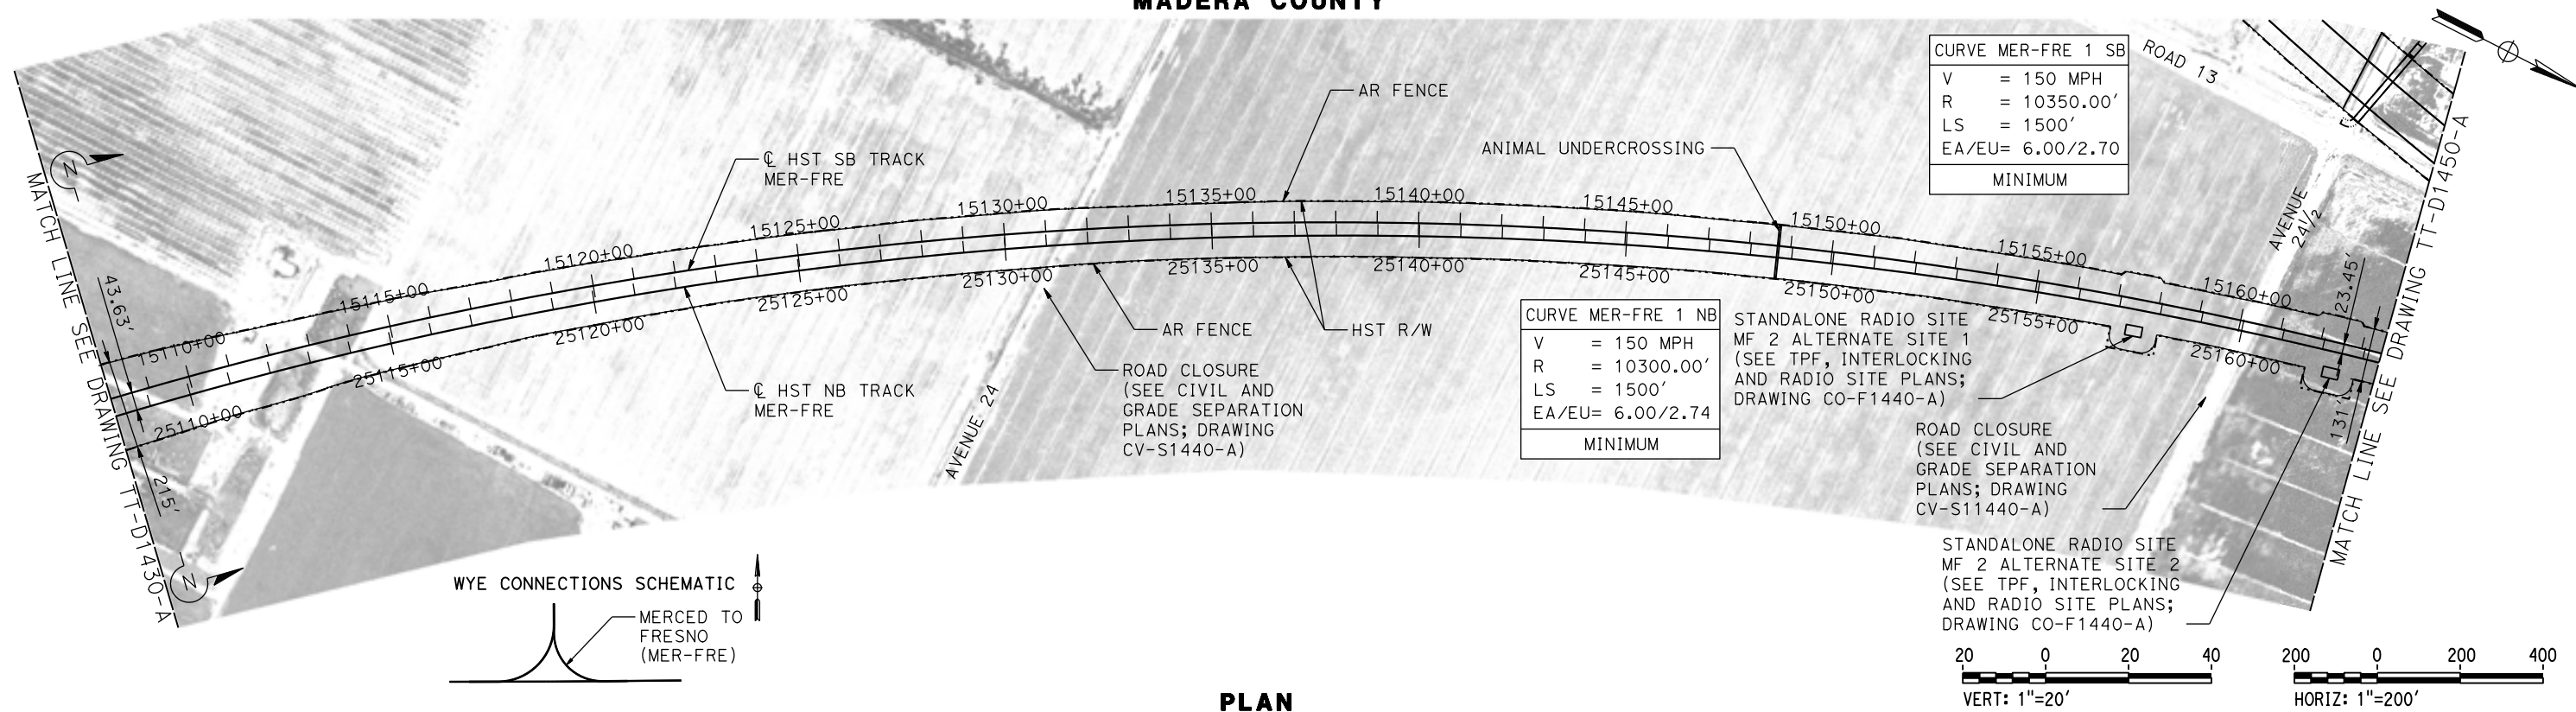 MADERA COUNTY
MATCH LINE SEE DRAWING TT-D1430-A
N
N
43.63'
215'
15110+00
15115+00
15120+00
15125+00
15130+00
15135+00
15140+00
15145+00
15150+00
15155+00
15160+00
25110+00
25115+00
25120+00
25125+00
25130+00
25135+00
25140+00
25145+00
25150+00
25155+00
25160+00
℄ HST SB TRACK
MER-FRE
℄ HST NB TRACK
MER-FRE
AR FENCE
AR FENCE
HST R/W
ANIMAL UNDERCROSSING
AVENUE 24
ROAD CLOSURE
(SEE CIVIL AND
GRADE SEPARATION
PLANS; DRAWING
CV-S1440-A)
CURVE MER-FRE 1 SB
V = 150 MPH
R = 10350.00'
LS = 1500'
EA/EU= 6.00/2.70
MINIMUM
CURVE MER-FRE 1 NB
V = 150 MPH
R = 10300.00'
LS = 1500'
EA/EU= 6.00/2.74
MINIMUM
STANDALONE RADIO SITE
MF 2 ALTERNATE SITE 1
(SEE TPF, INTERLOCKING
AND RADIO SITE PLANS;
DRAWING CO-F1440-A)
ROAD CLOSURE
(SEE CIVIL AND
GRADE SEPARATION
PLANS; DRAWING
CV-S11440-A)
STANDALONE RADIO SITE
MF 2 ALTERNATE SITE 2
(SEE TPF, INTERLOCKING
AND RADIO SITE PLANS;
DRAWING CO-F1440-A)
ROAD 13
AVENUE
24 1/2
23.45'
131'
MATCH LINE SEE DRAWING TT-D1450-A
WYE CONNECTIONS SCHEMATIC
MERCED TO
FRESNO
(MER-FRE)
PLAN
20 0 20 40
VERT: 1"=20'
200 0 200 400
HORIZ: 1"=200'